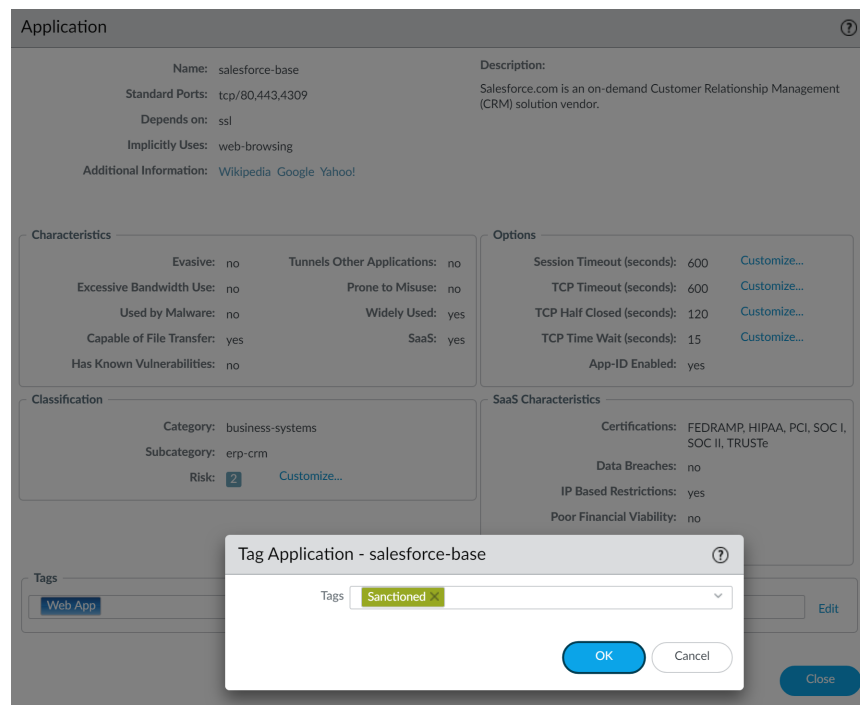 Application
Name: salesforce-base
Standard Ports: tcp/80,443,4309
Depends on: ssl
Implicitly Uses: web-browsing
Additional Information: Wikipedia Google Yahoo!
Description:
Salesforce.com is an on-demand Customer Relationship Management
(CRM) solution vendor.
Characteristics
Evasive: no Tunnels Other Applications: no
Excessive Bandwidth Use: no Prone to Misuse: no
Used by Malware: no Widely Used: yes
Capable of File Transfer: yes SaaS: yes
Has Known Vulnerabilities: no
Options
Session Timeout (seconds): 600 Customize...
TCP Timeout (seconds): 600 Customize...
TCP Half Closed (seconds): 120 Customize...
TCP Time Wait (seconds): 15 Customize...
App-ID Enabled: yes
Classification
Category: business-systems
Subcategory: erp-crm
Risk: 2 Customize...
SaaS Characteristics
Certifications: FEDRAMP, HIPAA, PCI, SOC I,
SOC II, TRUSTe
Data Breaches: no
IP Based Restrictions: yes
Poor Financial Viability: no
Tags
Web App
Edit
Tag Application - salesforce-base
Tags Sanctioned
OK Cancel
Close